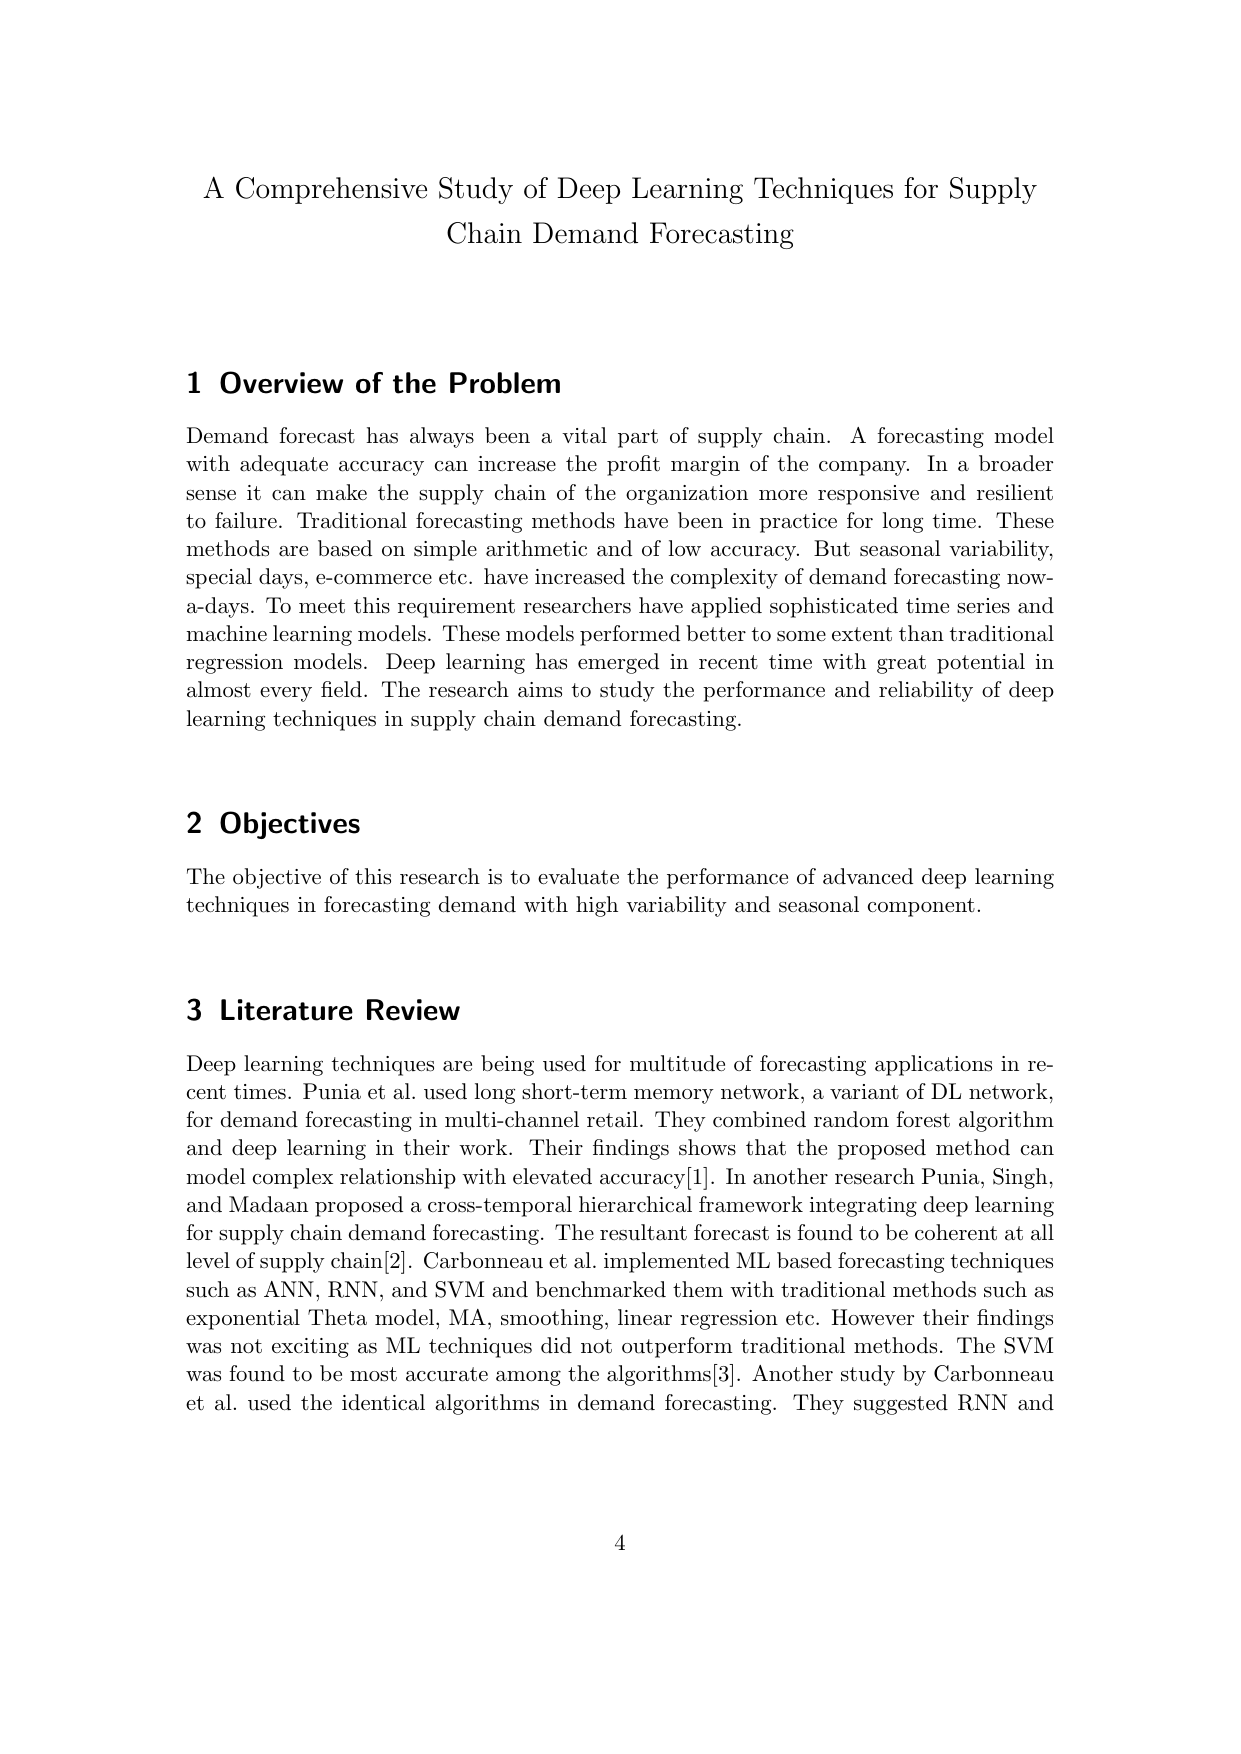 A Comprehensive Study of Deep Learning Techniques for Supply
Chain Demand Forecasting
1 Overview of the Problem
Demand forecast has always been a vital part of supply chain. A forecasting model
with adequate accuracy can increase the profit margin of the company. In a broader
sense it can make the supply chain of the organization more responsive and resilient
to failure. Traditional forecasting methods have been in practice for long time. These
methods are based on simple arithmetic and of low accuracy. But seasonal variability,
special days, e-commerce etc. have increased the complexity of demand forecasting now-
a-days. To meet this requirement researchers have applied sophisticated time series and
machine learning models. These models performed better to some extent than traditional
regression models. Deep learning has emerged in recent time with great potential in
almost every field. The research aims to study the performance and reliability of deep
learning techniques in supply chain demand forecasting.
2 Objectives
The objective of this research is to evaluate the performance of advanced deep learning
techniques in forecasting demand with high variability and seasonal component.
3 Literature Review
Deep learning techniques are being used for multitude of forecasting applications in re-
cent times. Punia et al. used long short-term memory network, a variant of DL network,
for demand forecasting in multi-channel retail. They combined random forest algorithm
and deep learning in their work. Their findings shows that the proposed method can
model complex relationship with elevated accuracy[1]. In another research Punia, Singh,
and Madaan proposed a cross-temporal hierarchical framework integrating deep learning
for supply chain demand forecasting. The resultant forecast is found to be coherent at all
level of supply chain[2]. Carbonneau et al. implemented ML based forecasting techniques
such as ANN, RNN, and SVM and benchmarked them with traditional methods such as
exponential Theta model, MA, smoothing, linear regression etc. However their findings
was not exciting as ML techniques did not outperform traditional methods. The SVM
was found to be most accurate among the algorithms[3]. Another study by Carbonneau
et al. used the identical algorithms in demand forecasting. They suggested RNN and
4